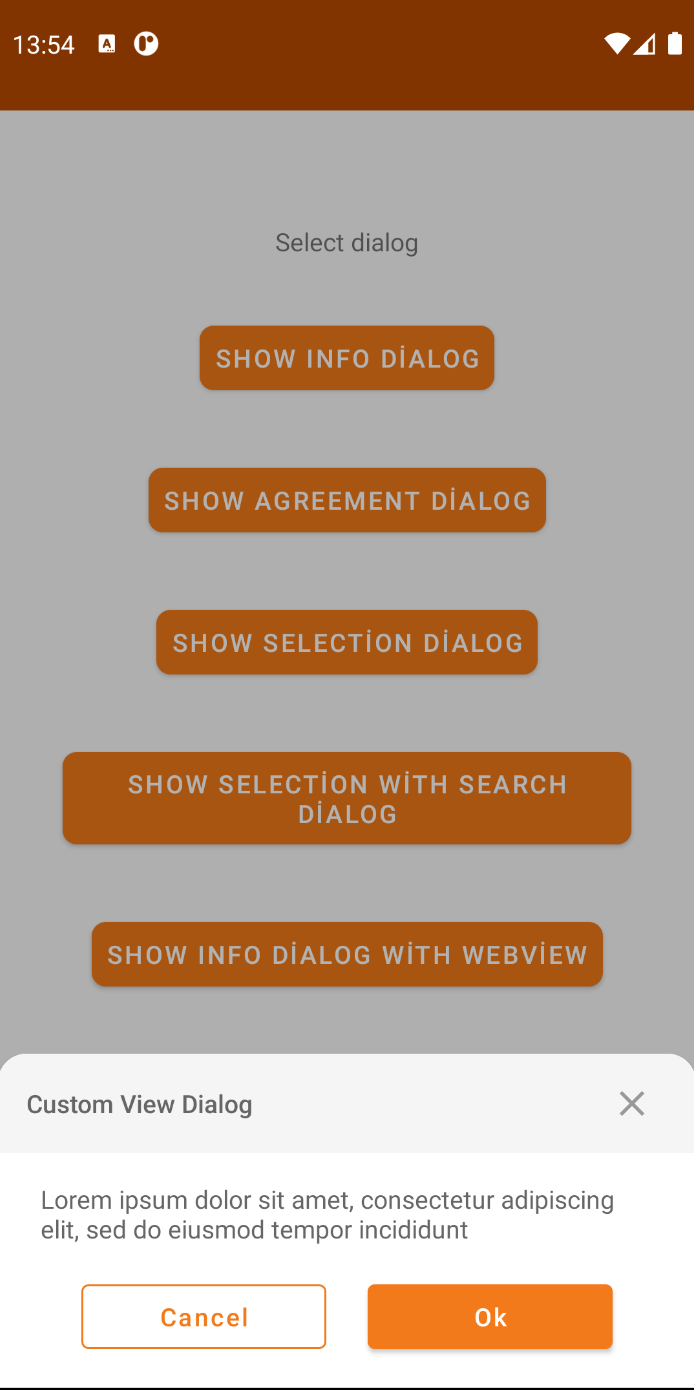 13:54
Select dialog
SHOW INFO DİALOG
SHOW AGREEMENT DİALOG
SHOW SELECTİON DİALOG
SHOW SELECTİON WİTH SEARCH
DİALOG
SHOW INFO DİALOG WİTH WEBVİEW
Custom View Dialog
Lorem ipsum dolor sit amet, consectetur adipiscing
elit, sed do eiusmod tempor incididunt
Cancel
Ok